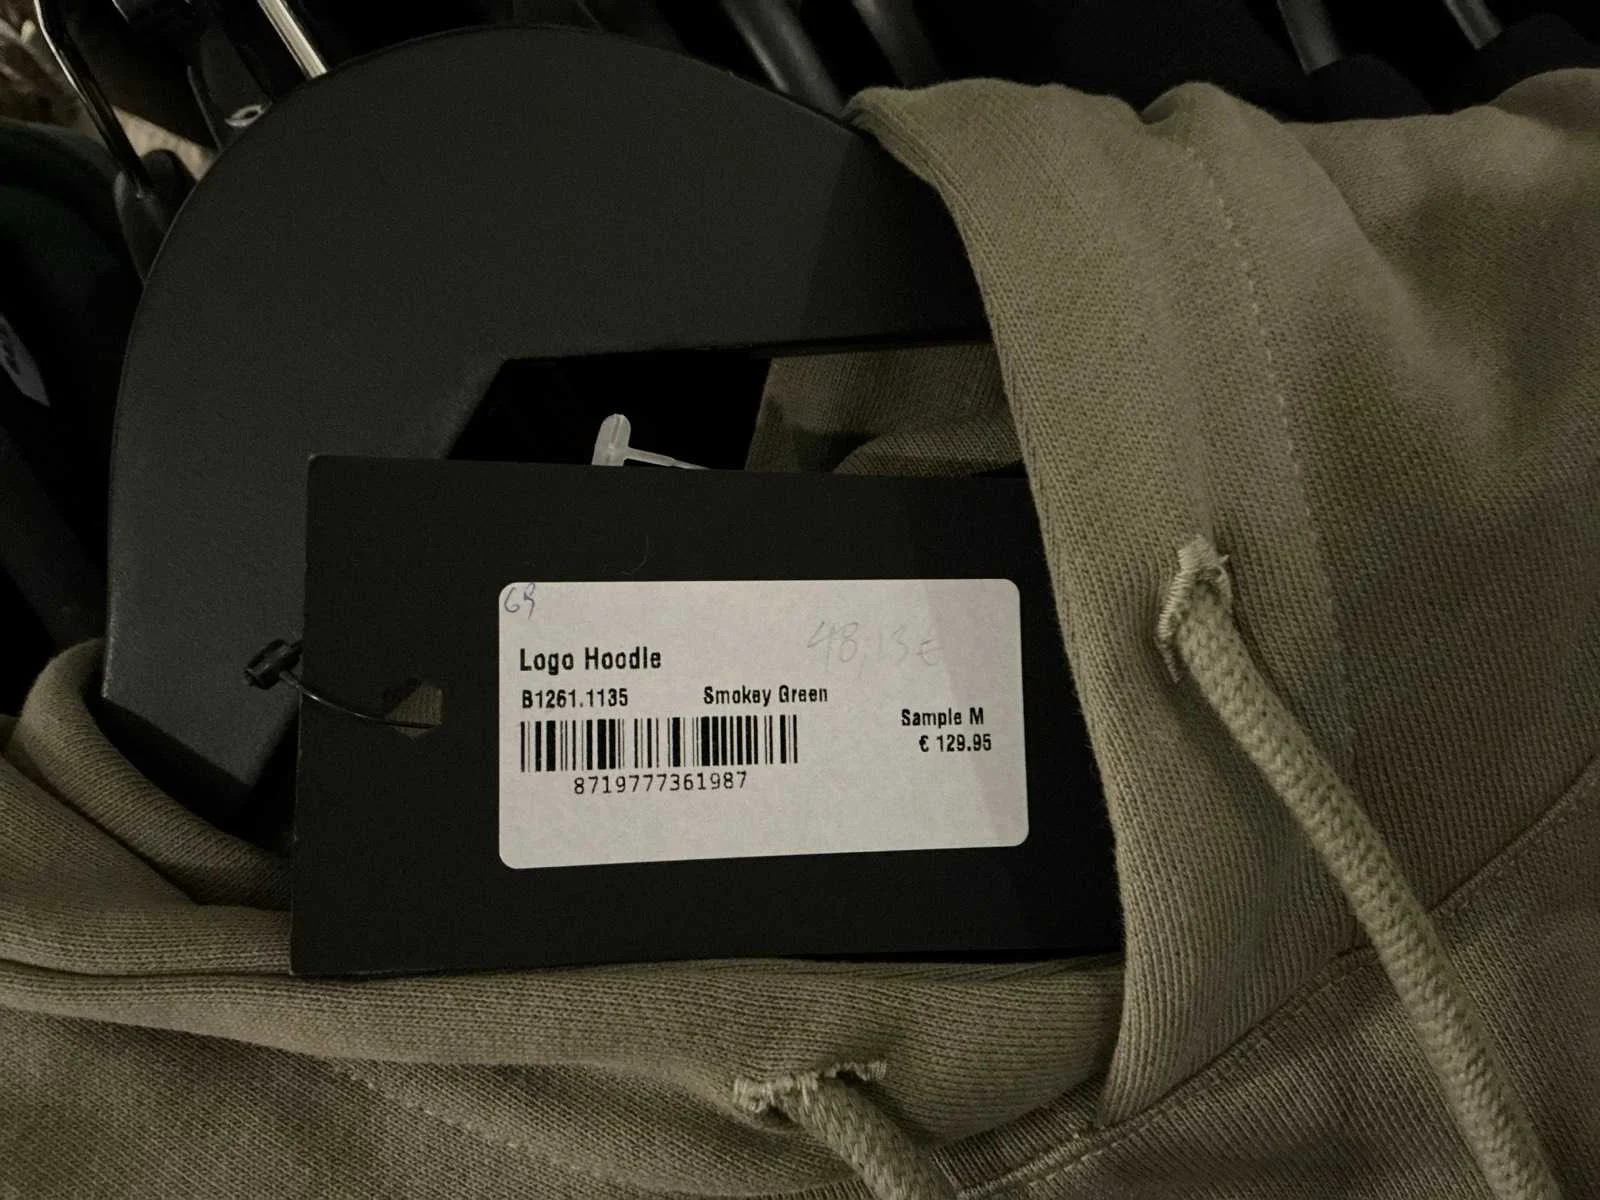 69
48,13€
Logo Hoodie
B1261.1135 Smokey Green
Sample M
€ 129.95
8719777361987